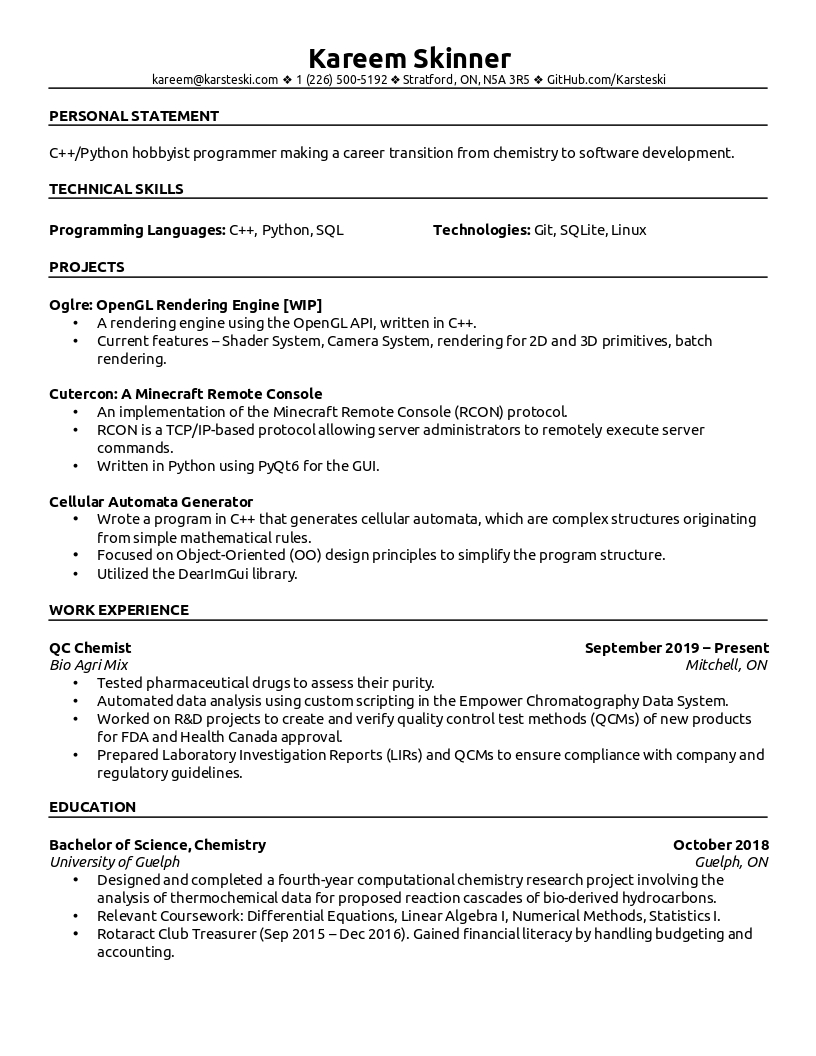 Kareem Skinner
kareem@karsteski.com ❖ 1 (226) 500-5192 ❖ Stratford, ON, N5A 3R5 ❖ GitHub.com/Karsteski
PERSONAL STATEMENT
C++/Python hobbyist programmer making a career transition from chemistry to software development.
TECHNICAL SKILLS
Programming Languages: C++, Python, SQL Technologies: Git, SQLite, Linux
PROJECTS
Oglre: OpenGL Rendering Engine [WIP]
• A rendering engine using the OpenGL API, written in C++.
• Current features – Shader System, Camera System, rendering for 2D and 3D primitives, batch
rendering.
Cutercon: A Minecraft Remote Console
• An implementation of the Minecraft Remote Console (RCON) protocol.
• RCON is a TCP/IP-based protocol allowing server administrators to remotely execute server
commands.
• Written in Python using PyQt6 for the GUI.
Cellular Automata Generator
• Wrote a program in C++ that generates cellular automata, which are complex structures originating
from simple mathematical rules.
• Focused on Object-Oriented (OO) design principles to simplify the program structure.
• Utilized the DearImGui library.
WORK EXPERIENCE
QC Chemist September 2019 – Present
Bio Agri Mix Mitchell, ON
• Tested pharmaceutical drugs to assess their purity.
• Automated data analysis using custom scripting in the Empower Chromatography Data System.
• Worked on R&D projects to create and verify quality control test methods (QCMs) of new products
for FDA and Health Canada approval.
• Prepared Laboratory Investigation Reports (LIRs) and QCMs to ensure compliance with company and
regulatory guidelines.
EDUCATION
Bachelor of Science, Chemistry October 2018
University of Guelph Guelph, ON
• Designed and completed a fourth-year computational chemistry research project involving the
analysis of thermochemical data for proposed reaction cascades of bio-derived hydrocarbons.
• Relevant Coursework: Differential Equations, Linear Algebra I, Numerical Methods, Statistics I.
• Rotaract Club Treasurer (Sep 2015 – Dec 2016). Gained financial literacy by handling budgeting and
accounting.